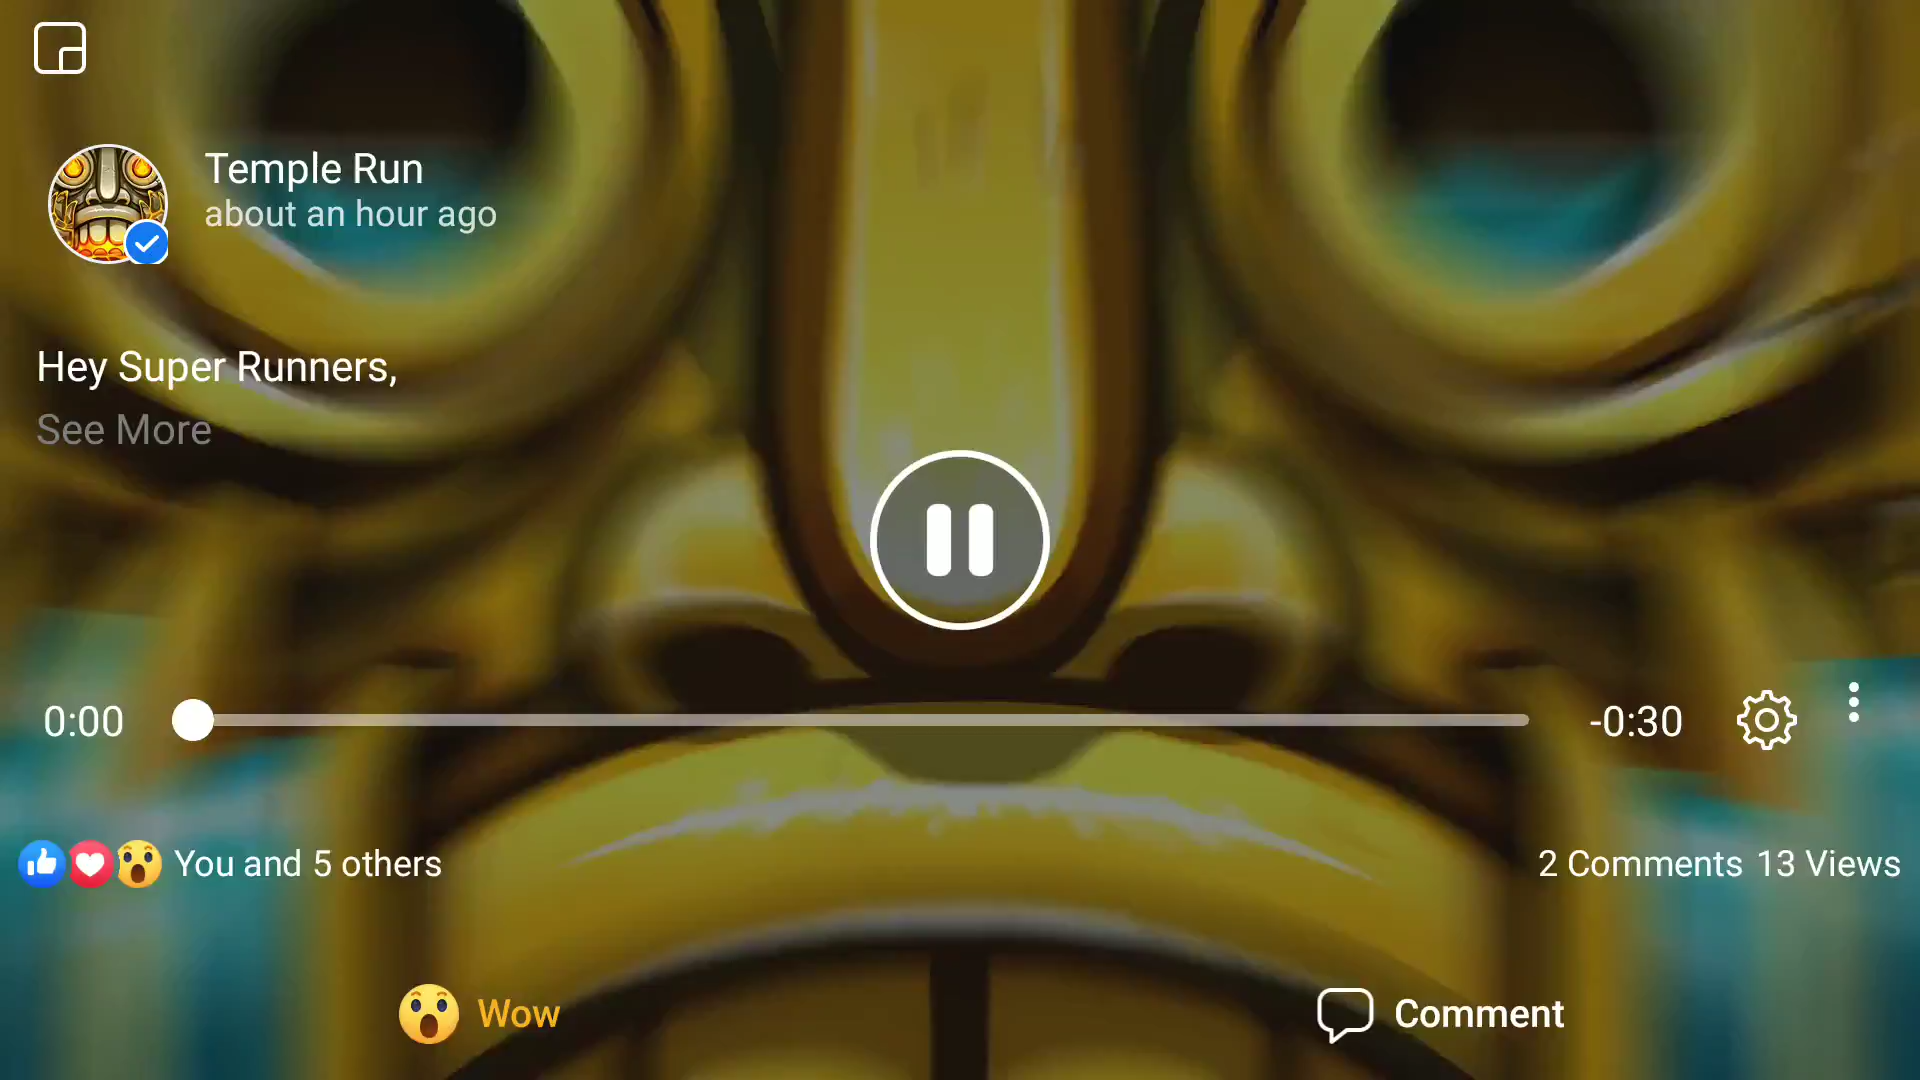 Temple Run
about an hour ago
Hey Super Runners,
See More
0:00
-0:30
You and 5 others
2 Comments 13 Views
Wow
Comment